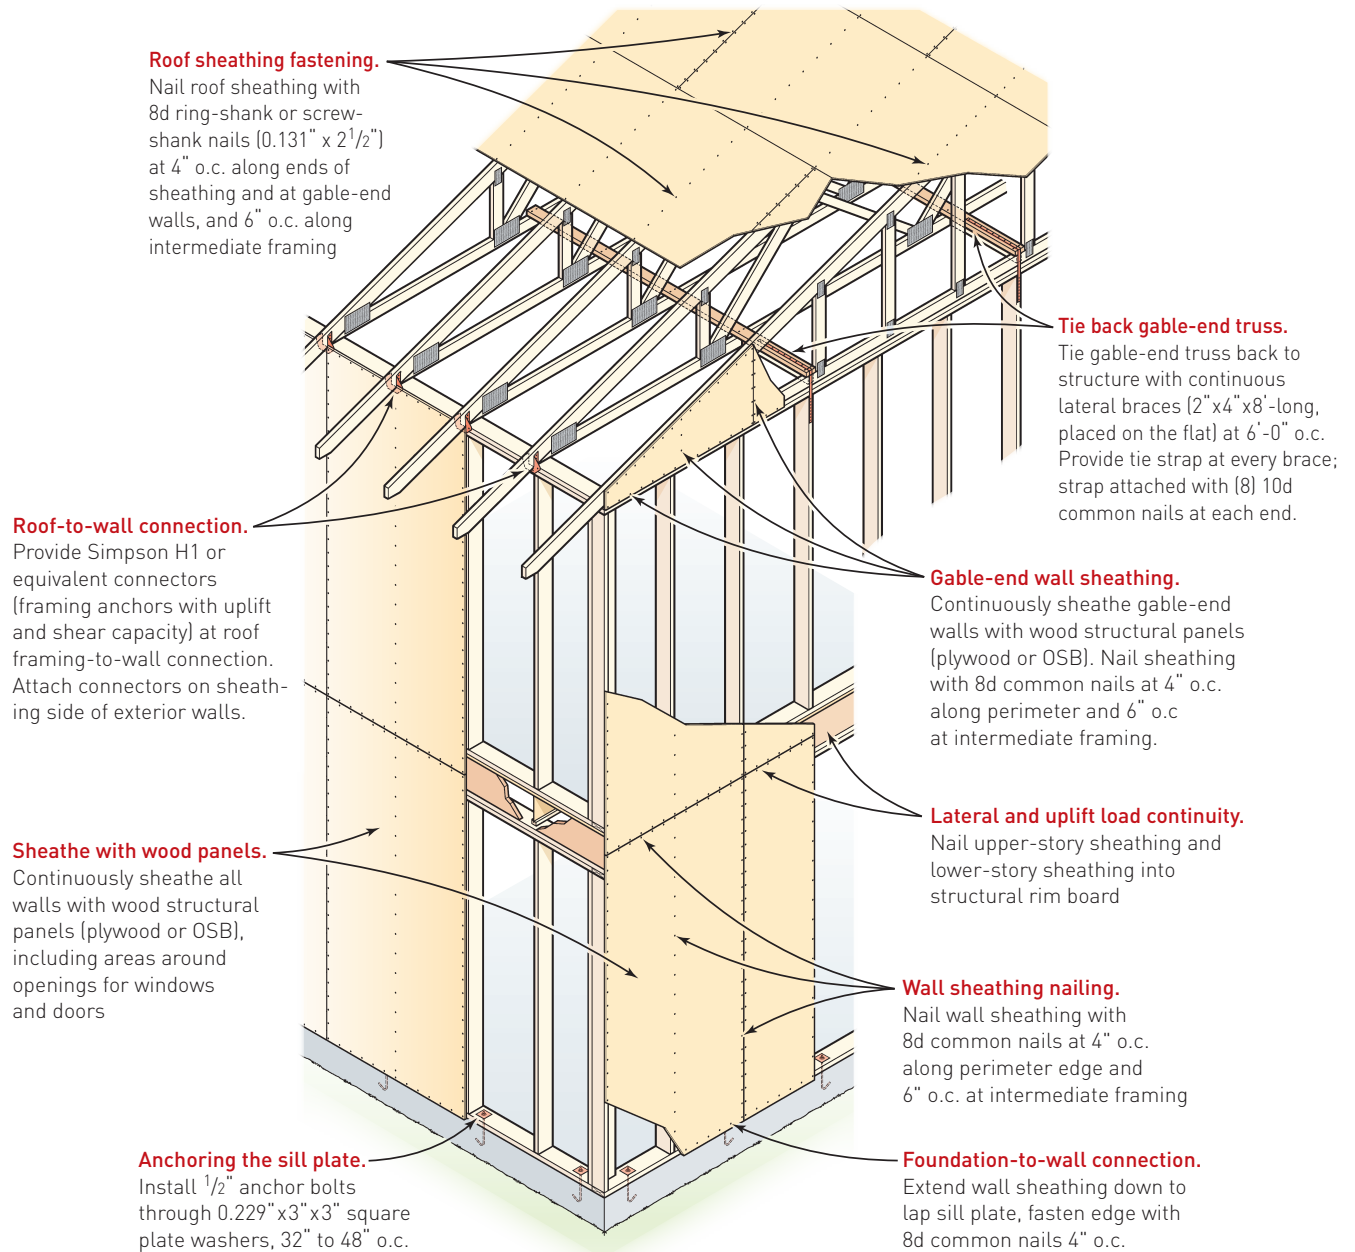 Roof sheathing fastening.
Nail roof sheathing with
8d ring-shank or screw-
shank nails (0.131" x 2 1/2")
at 4" o.c. along ends of
sheathing and at gable-end
walls, and 6" o.c. along
intermediate framing
Tie back gable-end truss.
Tie gable-end truss back to
structure with continuous
lateral braces (2"x4"x8'-long,
placed on the flat) at 6'-0" o.c.
Provide tie strap at every brace;
strap attached with (8) 10d
common nails at each end.
Roof-to-wall connection.
Provide Simpson H1 or
equivalent connectors
(framing anchors with uplift
and shear capacity) at roof
framing-to-wall connection.
Attach connectors on sheath-
ing side of exterior walls.
Gable-end wall sheathing.
Continuously sheathe gable-end
walls with wood structural panels
(plywood or OSB). Nail sheathing
with 8d common nails at 4" o.c.
along perimeter and 6" o.c
at intermediate framing.
Lateral and uplift load continuity.
Nail upper-story sheathing and
lower-story sheathing into
structural rim board
Sheathe with wood panels.
Continuously sheathe all
walls with wood structural
panels (plywood or OSB),
including areas around
openings for windows
and doors
Wall sheathing nailing.
Nail wall sheathing with
8d common nails at 4" o.c.
along perimeter edge and
6" o.c. at intermediate framing
Anchoring the sill plate.
Install 1/2" anchor bolts
through 0.229"x3"x3" square
plate washers, 32" to 48" o.c.
Foundation-to-wall connection.
Extend wall sheathing down to
lap sill plate, fasten edge with
8d common nails 4" o.c.